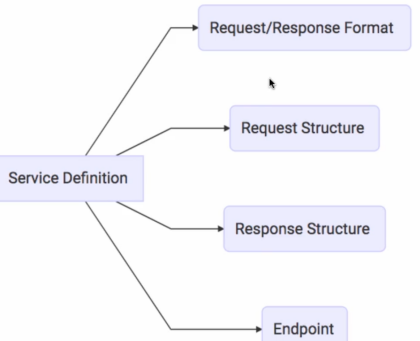 Request/Response Format
Request Structure
Service Definition
Response Structure
Endpoint